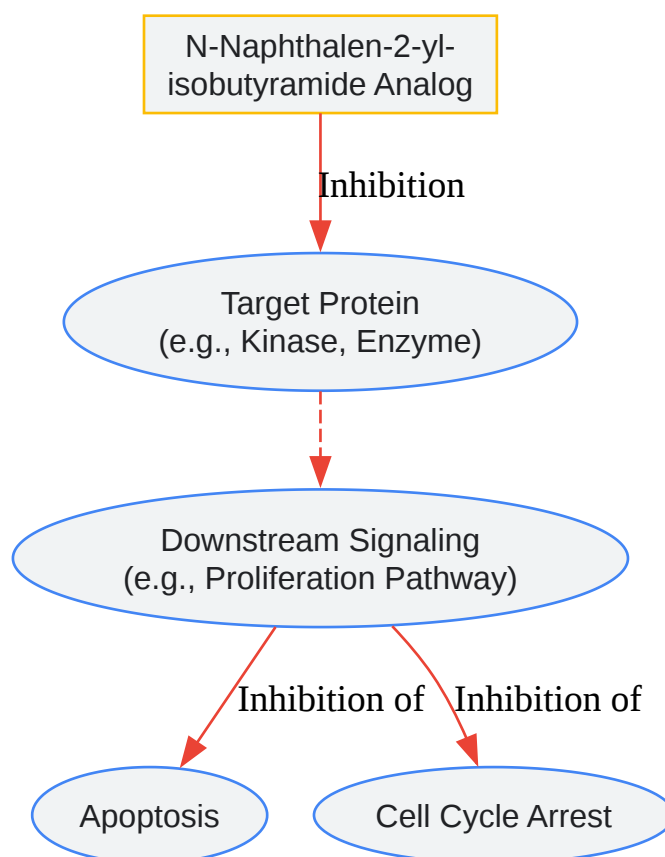 N-Naphthalen-2-yl-
isobutyramide Analog
Inhibition
Target Protein
(e.g., Kinase, Enzyme)
Downstream Signaling
(e.g., Proliferation Pathway)
Inhibition of
Inhibition of
Apoptosis
Cell Cycle Arrest